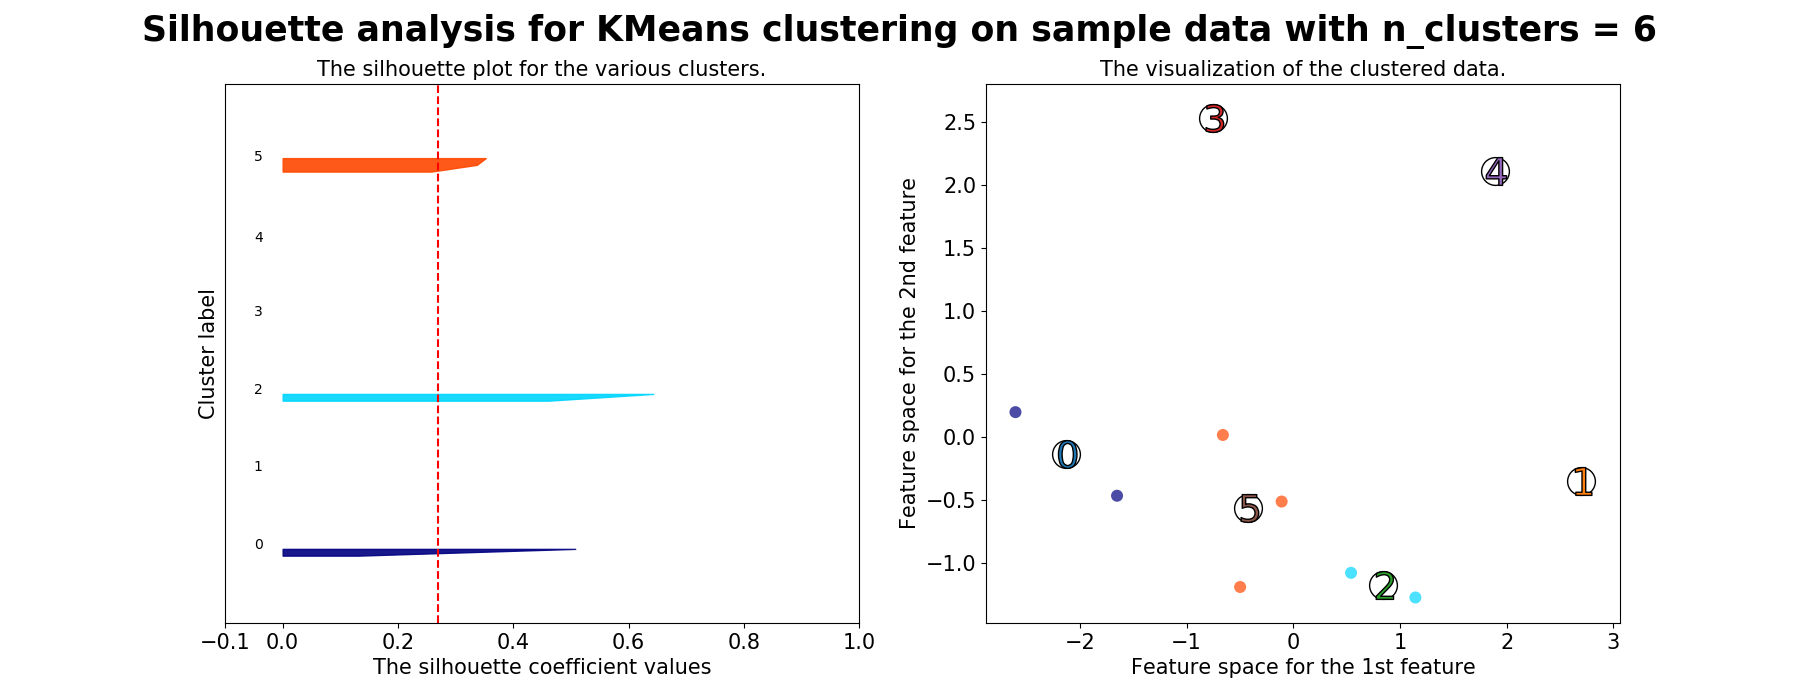 Silhouette analysis for KMeans clustering on sample data with n_clusters = 6
The silhouette plot for the various clusters.
5
4
3
2
1
0
Cluster label
−0.1 0.0 0.2 0.4 0.6 0.8 1.0
The silhouette coefficient values
The visualization of the clustered data.
2.5
2.0
1.5
1.0
0.5
0.0
−0.5
−1.0
Feature space for the 2nd feature
3
4
0
1
5
2
−2 −1 0 1 2 3
Feature space for the 1st feature